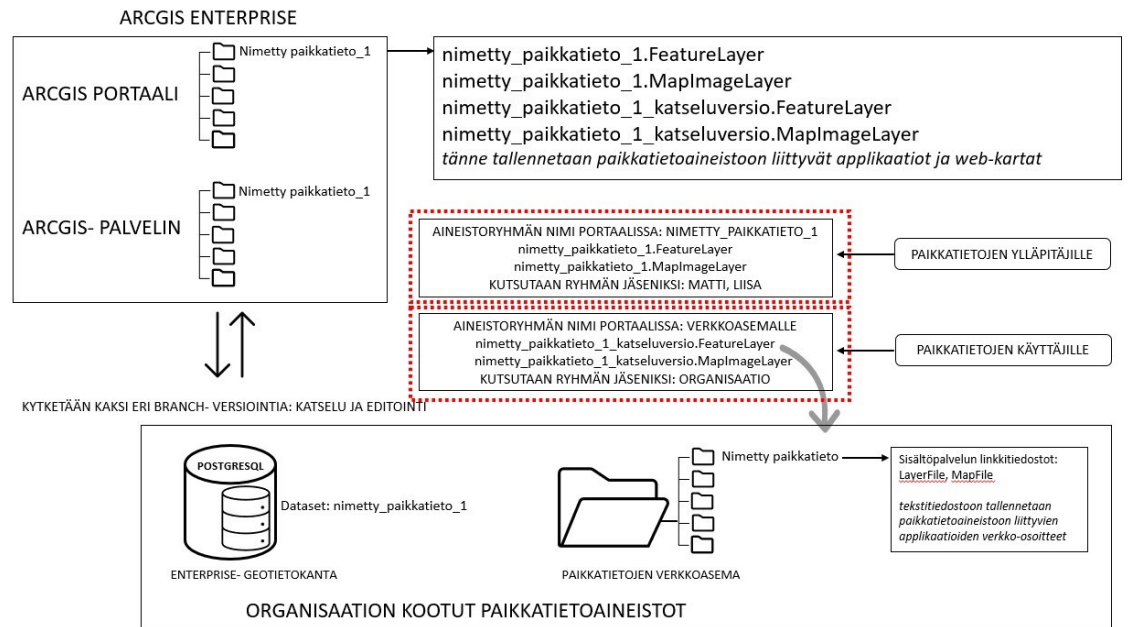 ARCGIS ENTERPRISE
ARCGIS PORTAALI
Nimetty paikkatieto_1
ARCGIS- PALVELIN
Nimetty paikkatieto_1
nimetty_paikkatieto_1.FeatureLayer
nimetty_paikkatieto_1.MapImageLayer
nimetty_paikkatieto_1_katseluversio.FeatureLayer
nimetty_paikkatieto_1_katseluversio.MapImageLayer
tänne tallennetaan paikkatietoaineistoon liittyvät applikaatiot ja web-kartat
AINEISTORYHMÄN NIMI PORTAALISSA: NIMETTY_PAIKKATIETO_1
nimetty_paikkatieto_1.FeatureLayer
nimetty_paikkatieto_1.MapImageLayer
KUTSUTAAN RYHMÄN JÄSENIKSI: MATTI, LIISA
PAIKKATIETOJEN YLLÄPITÄJILLE
AINEISTORYHMÄN NIMI PORTAALISSA: VERKKOASEMALLE
nimetty_paikkatieto_1_katseluversio.FeatureLayer
nimetty_paikkatieto_1_katseluversio.MapImageLayer
KUTSUTAAN RYHMÄN JÄSENIKSI: ORGANISAATIO
PAIKKATIETOJEN KÄYTTÄJILLE
KYTKETÄÄN KAKSI ERI BRANCH- VERSIOINTIA: KATSELU JA EDITOINTI
POSTGRESQL
Dataset: nimetty_paikkatieto_1
ENTERPRISE- GEOTIETOKANTA
Nimetty paikkatieto
PAIKKATIETOJEN VERKKOASEMA
Sisältöpalvelun linkkitiedostot:
LayerFile, MapFile
tekstitiedostoon tallennetaan
paikkatietoaineistoon liittyvien
applikaatioiden verkko-osoitteet
ORGANISAATION KOOTUT PAIKKATIETOAINEISTOT